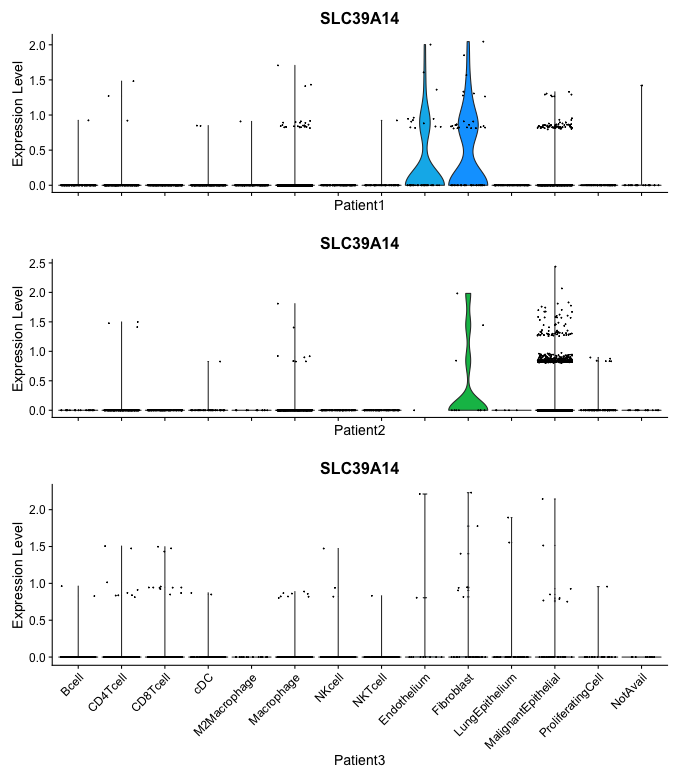 SLC39A14
Expression Level
2.0
1.5
1.0
0.5
0.0
Patient1
SLC39A14
Expression Level
2.5
2.0
1.5
1.0
0.5
0.0
Patient2
SLC39A14
Expression Level
2.0
1.5
1.0
0.5
0.0
Bcell
CD4Tcell
CD8Tcell
cDC
M2Macrophage
Macrophage
NKcell
NKTcell
Endothelium
Fibroblast
LungEpithelium
MalignantEpithelial
ProliferatingCell
NotAvail
Patient3